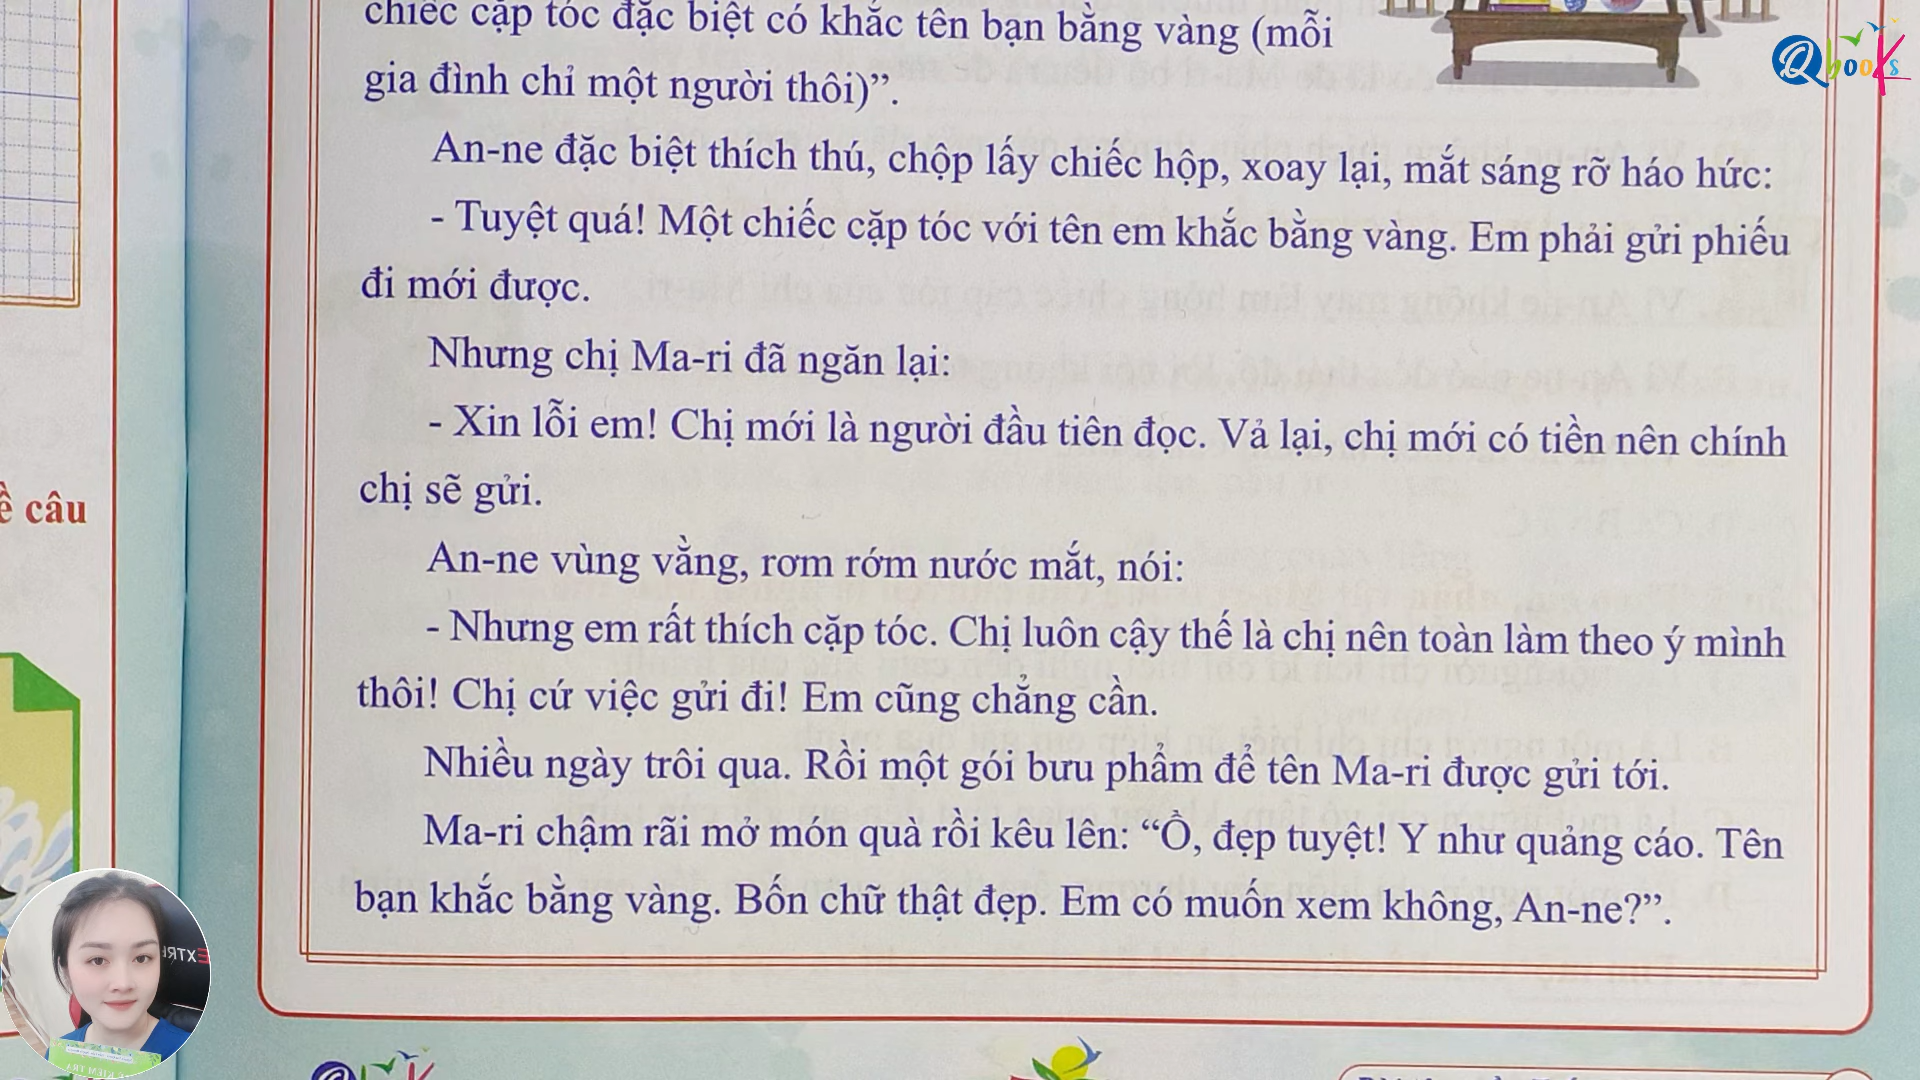 Qbooks
chiếc cặp tóc đặc biệt có khắc tên bạn bằng vàng (mỗi
gia đình chỉ một người thôi)”.
An-ne đặc biệt thích thú, chộp lấy chiếc hộp, xoay lại, mắt sáng rỡ háo hức:
- Tuyệt quá! Một chiếc cặp tóc với tên em khắc bằng vàng. Em phải gửi phiếu
đi mới được.
Nhưng chị Ma-ri đã ngăn lại:
- Xin lỗi em! Chị mới là người đầu tiên đọc. Vả lại, chị mới có tiền nên chính
chị sẽ gửi.
An-ne vùng vằng, rơm rớm nước mắt, nói:
- Nhưng em rất thích cặp tóc. Chị luôn cậy thế là chị nên toàn làm theo ý mình
thôi! Chị cứ việc gửi đi! Em cũng chẳng cần.
Nhiều ngày trôi qua. Rồi một gói bưu phẩm để tên Ma-ri được gửi tới.
Ma-ri chậm rãi mở món quà rồi kêu lên: “Ồ, đẹp tuyệt! Y như quảng cáo. Tên
bạn khắc bằng vàng. Bốn chữ thật đẹp. Em có muốn xem không, An-ne?”.
câu